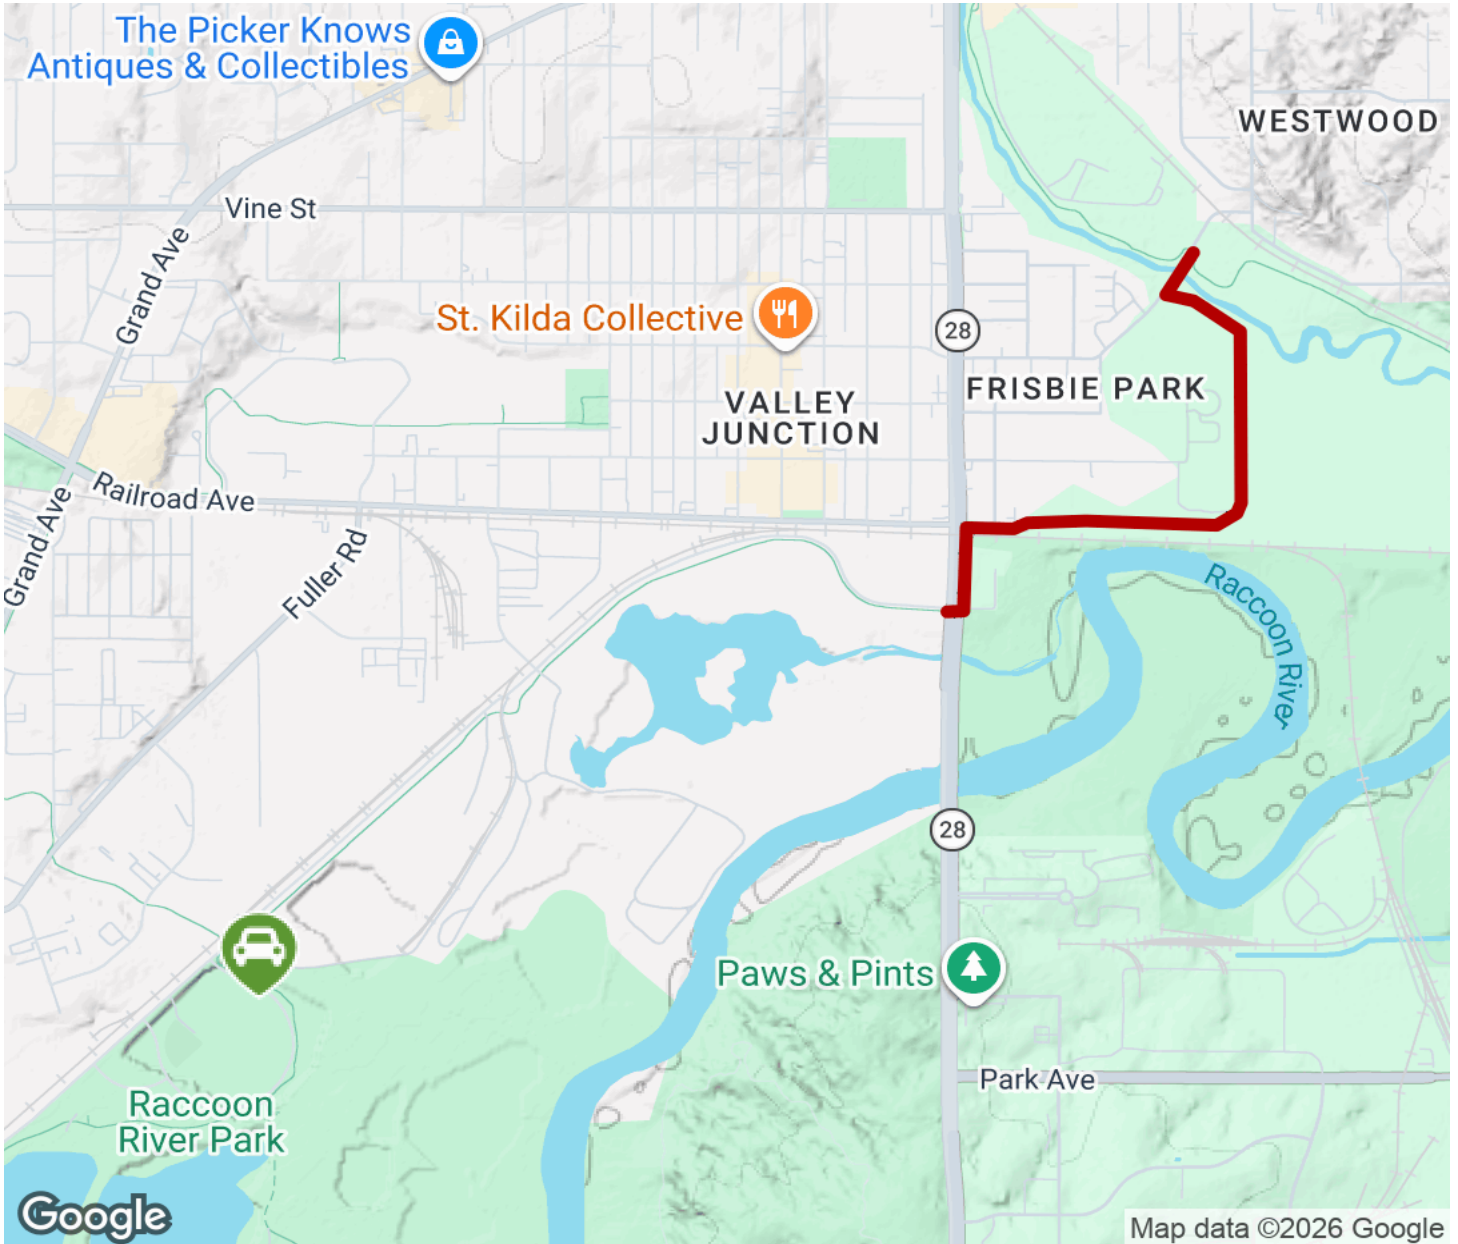 The Picker Knows
Antiques & Collectibles
WESTWOOD
Vine St
Grand Ave
St. Kilda Collective
28
FRISBIE PARK
VALLEY
JUNCTION
Railroad Ave
Grand Ave
Fuller Rd
Raccoon River
28
Paws & Pints
Park Ave
Raccoon
River Park
Google
Map data ©2026 Google